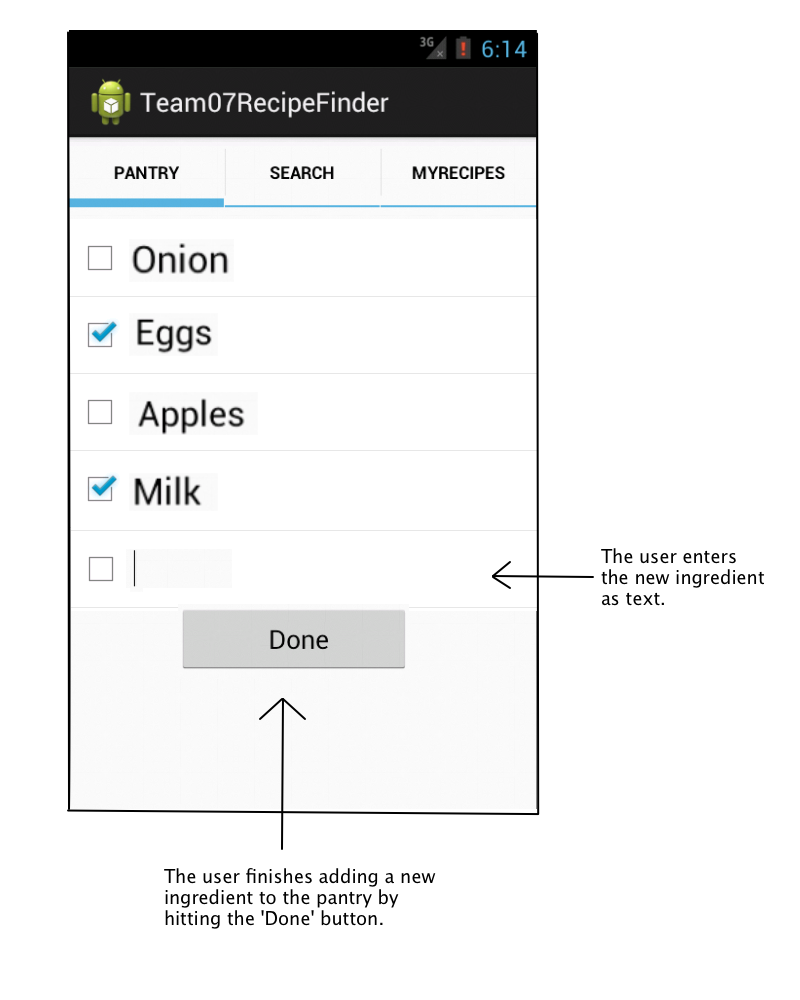 3G 6:14
Team07RecipeFinder
PANTRY SEARCH MYRECIPES
Onion
Eggs
Apples
Milk
The user enters
the new ingredient
as text.
Done
The user finishes adding a new
ingredient to the pantry by
hitting the 'Done' button.